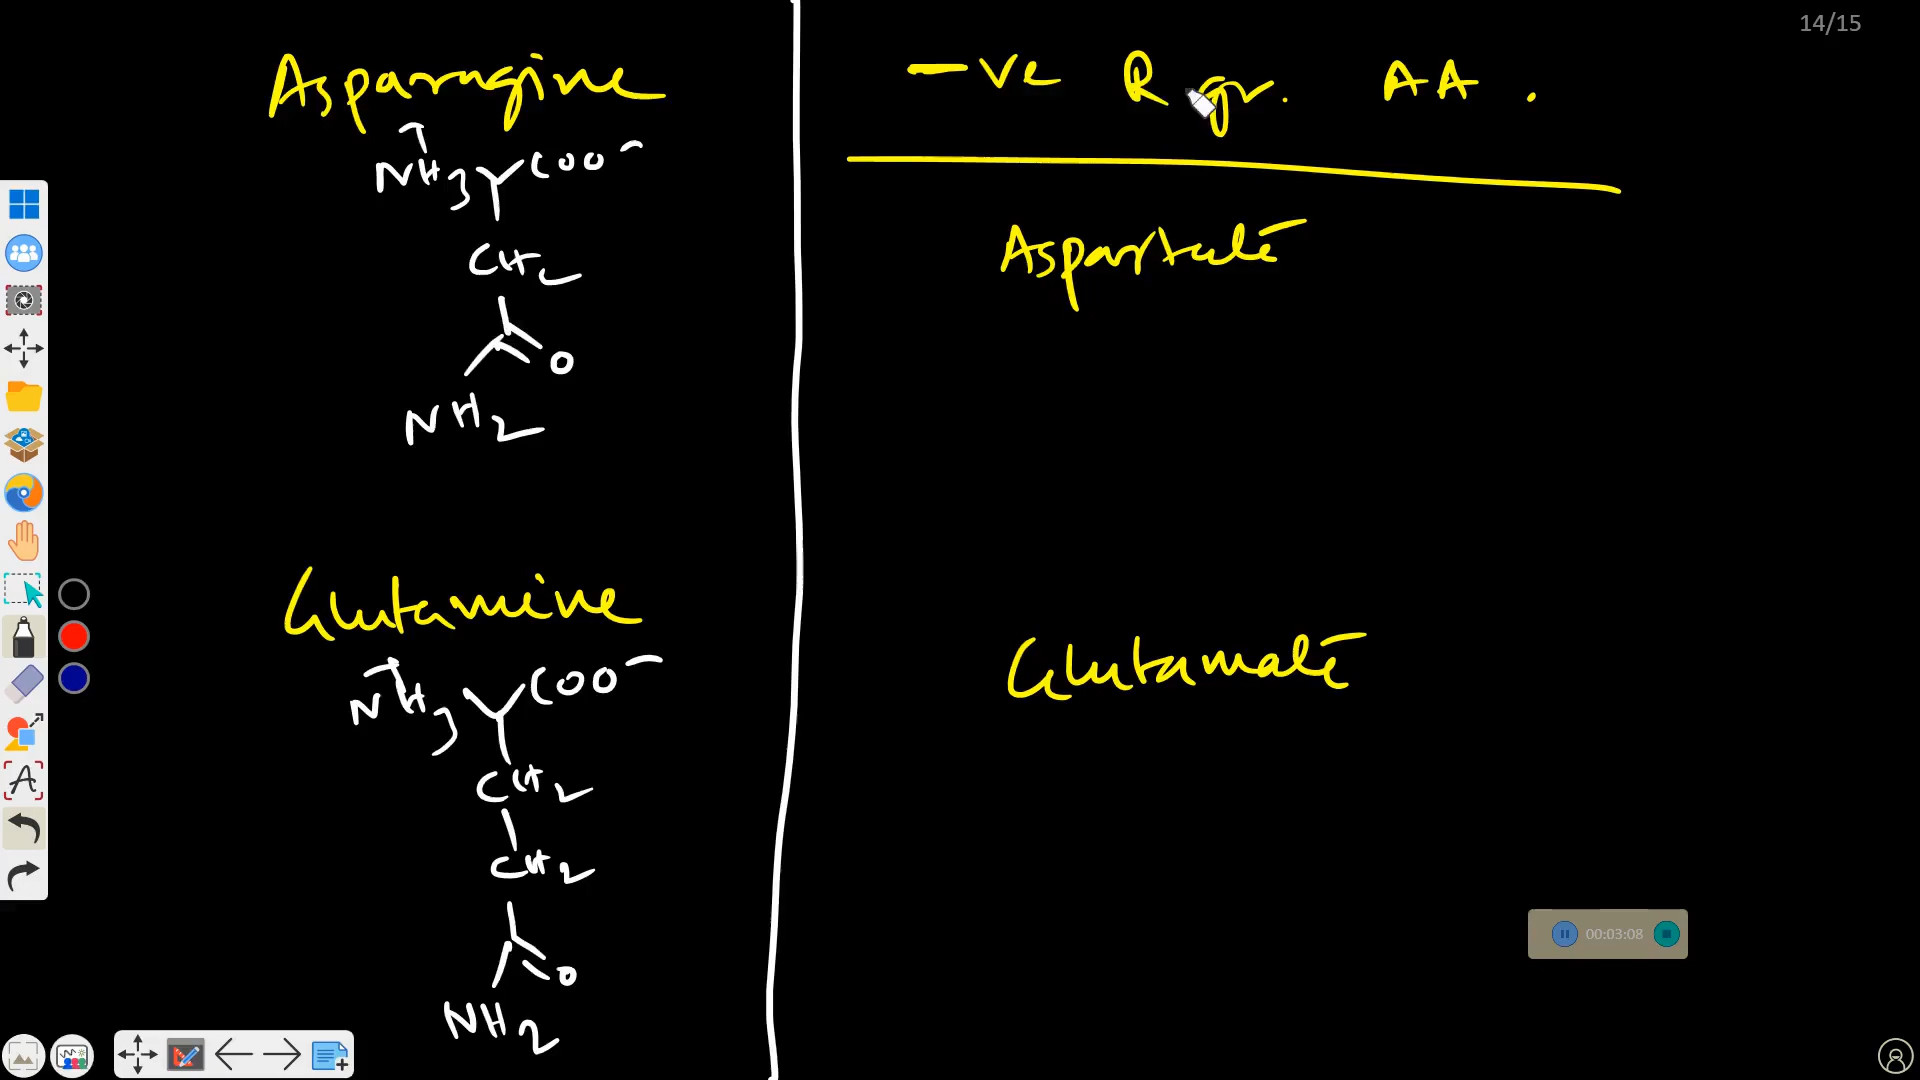 Asparagine
NH3 COO-
CH2
O
NH2
Glutamine
NH3 COO-
CH2
CH2
O
NH2
14/15
-ve R gr. AA.
Aspartate
Glutamate
00:03:08